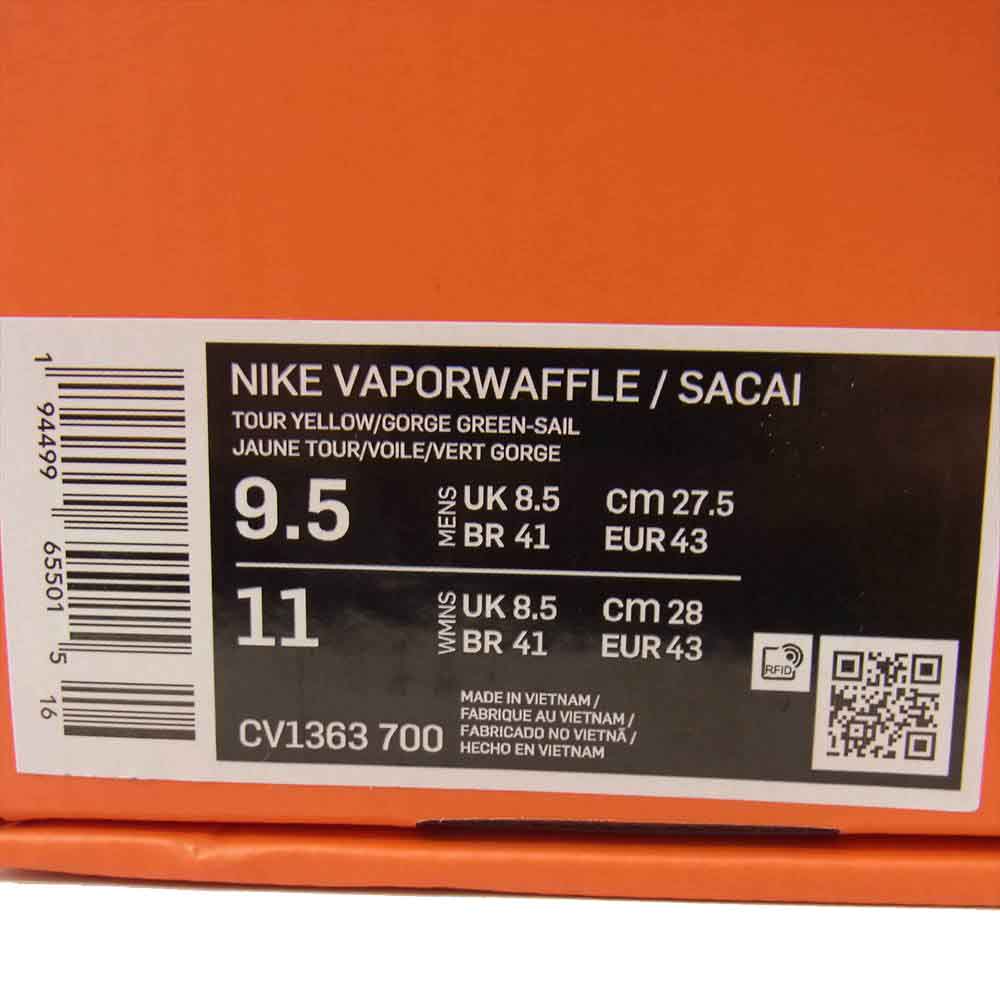 NIKE VAPORWAFFLE / SACAI
TOUR YELLOW/GORGE GREEN-SAIL
JAUNE TOUR/VOILE/VERT GORGE
9.5 MENS UK 8.5 cm 27.5
BR 41 EUR 43
11 WMNS UK 8.5 cm 28
BR 41 EUR 43
RFID
CV1363 700
MADE IN VIETNAM /
FABRIQUE AU VIETNAM /
FABRICADO NO VIETNÃ /
HECHO EN VIETNAM
1 94499 65501 5 16